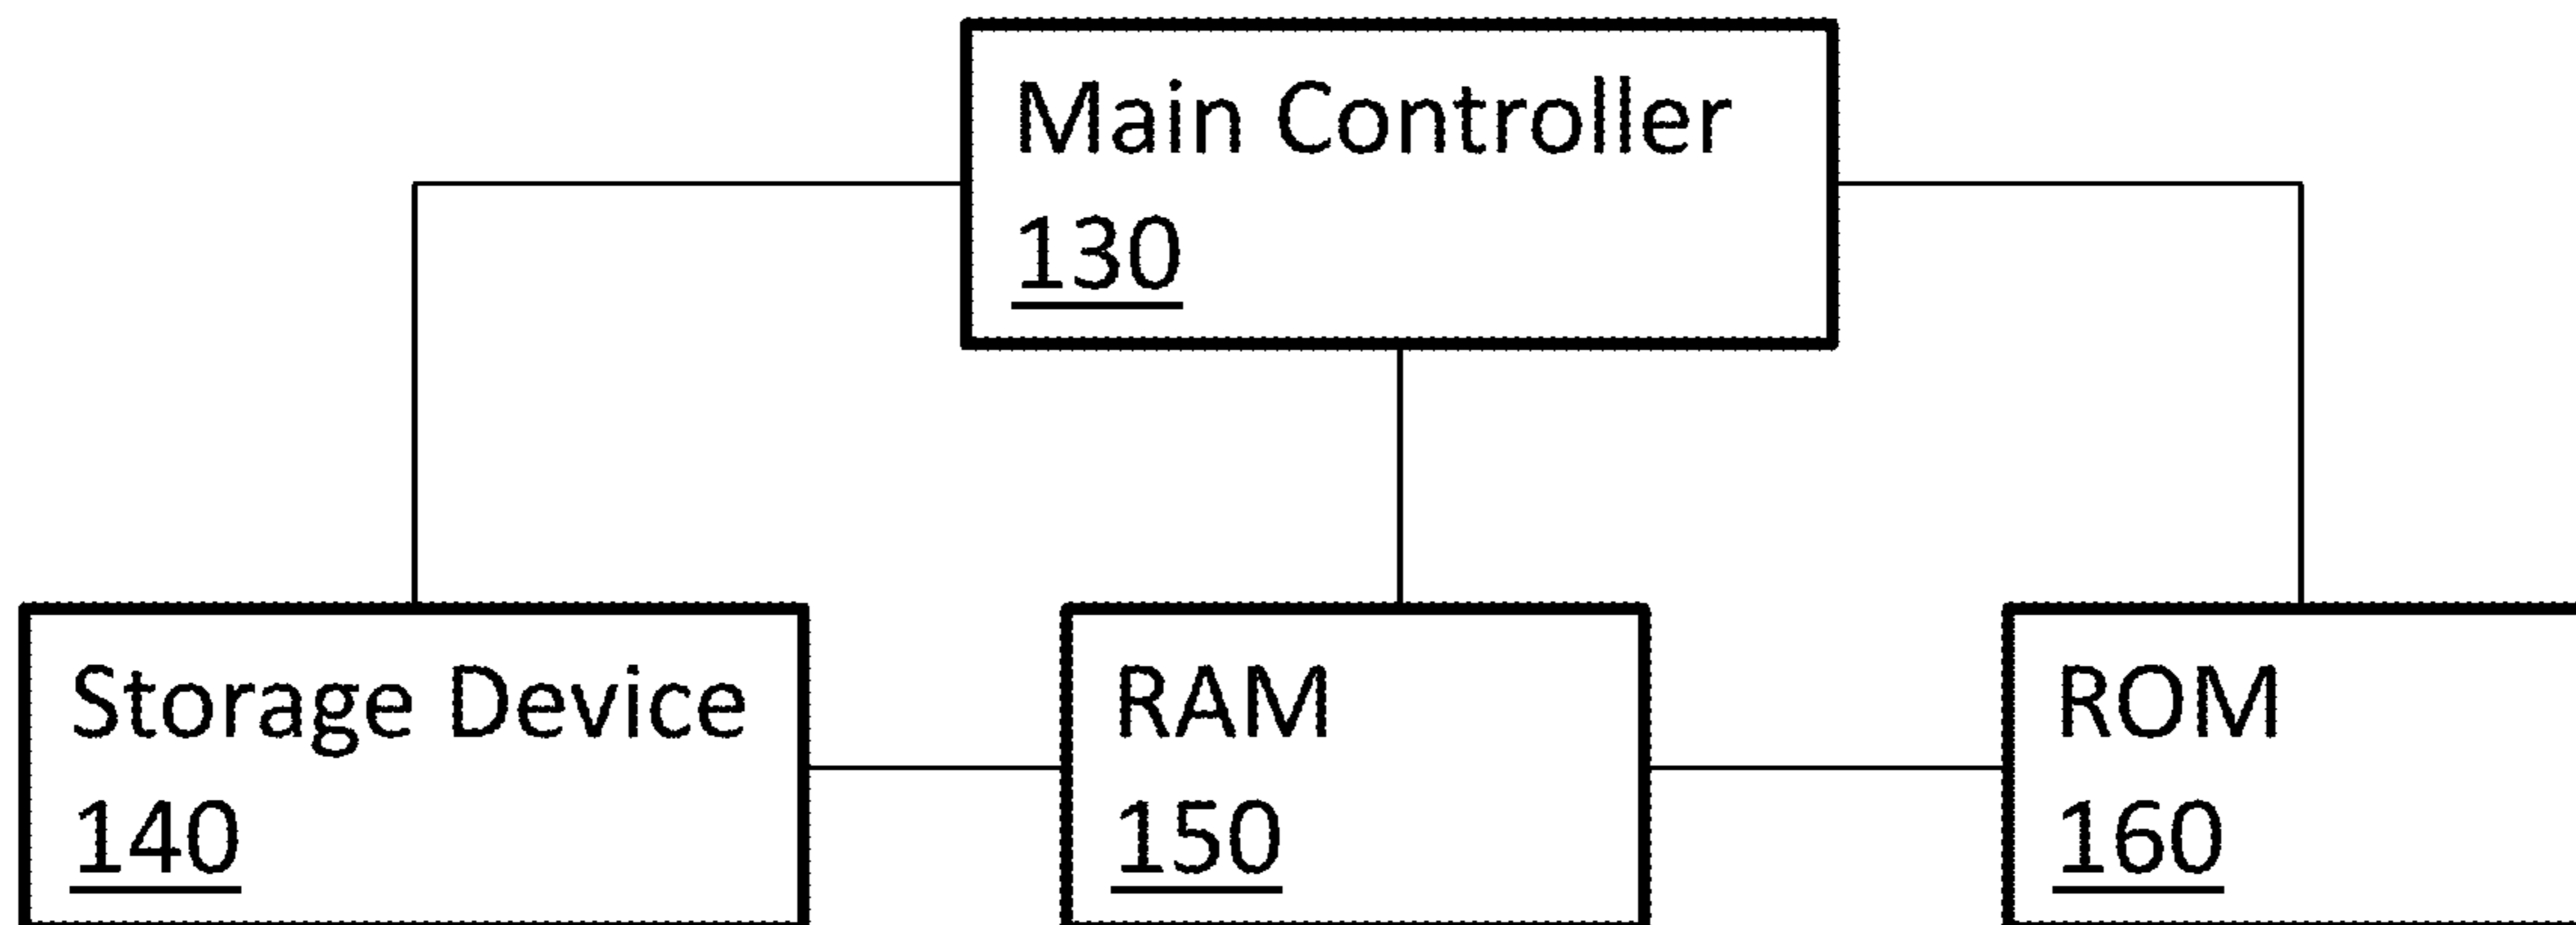 Main Controller
130
Storage Device
140
RAM
150
ROM
160